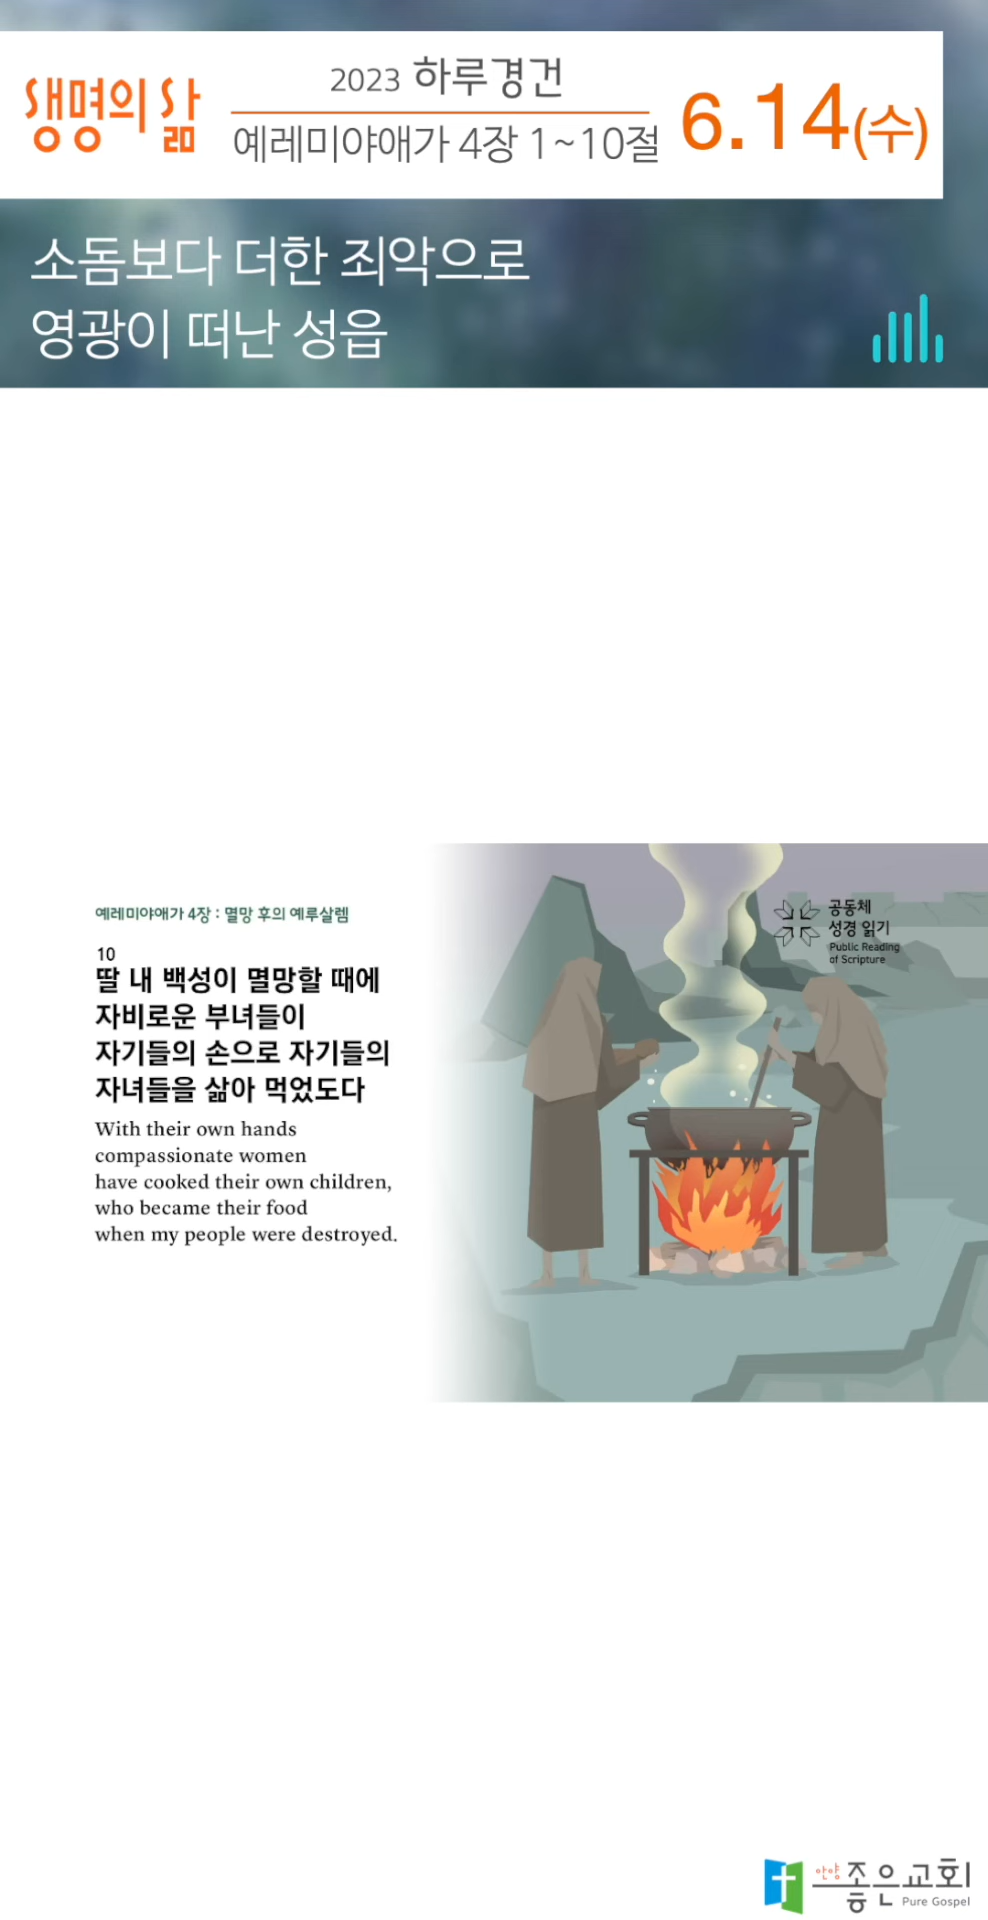 생명의 삶
2023 하루경건
예레미야애가 4장 1~10절
6.14(수)
소돔보다 더한 죄악으로
영광이 떠난 성읍
예레미야애가 4장 : 멸망 후의 예루살렘
10
딸 내 백성이 멸망할 때에
자비로운 부녀들이
자기들의 손으로 자기들의
자녀들을 삶아 먹었도다
With their own hands
compassionate women
have cooked their own children,
who became their food
when my people were destroyed.
공동체
성경 읽기
Public Reading
of Scripture
안양 좋은교회
Pure Gospel